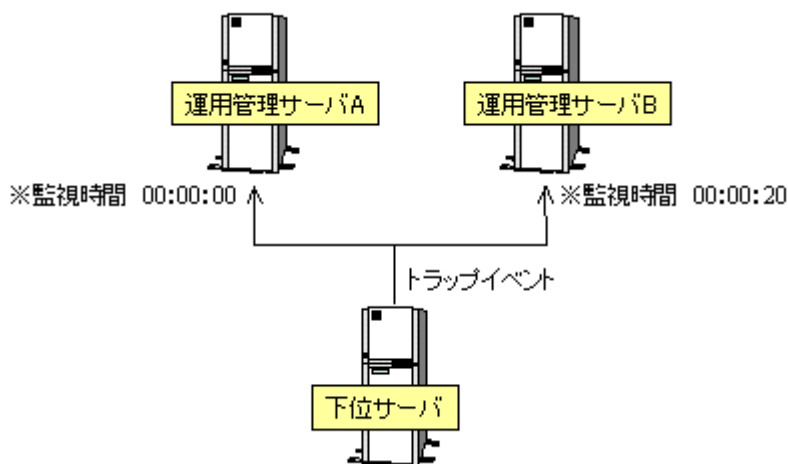 運用管理サーバA
運用管理サーバB
※監視時間 00:00:00
※監視時間 00:00:20
トラップイベント
下位サーバ